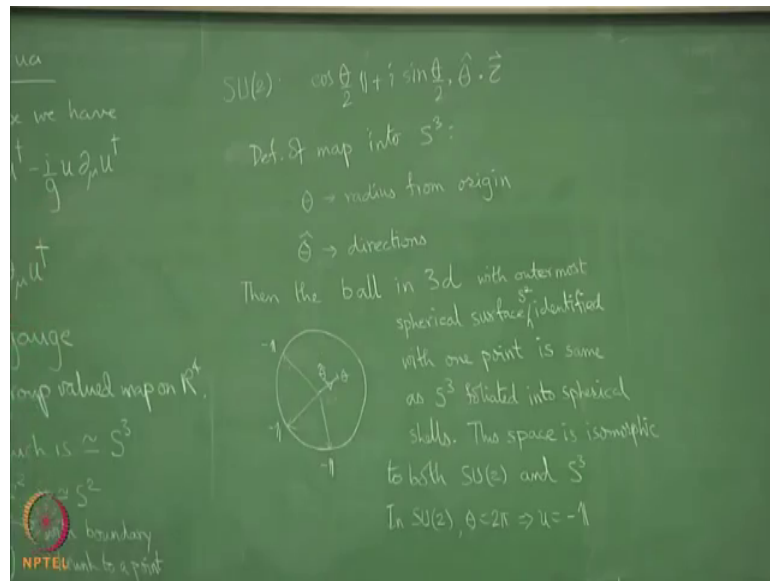 ua
x we have
u† - i/g u ∂μ u†
∂μ u†
gauge
roup valued map on R⁴.
uch is ≃ S³
≃ S²
with boundary
to a point
SU(2) cos θ/2 𝟙 + i sin θ/2 . θ̂ . τ⃗
Def. of map into S³:
θ → radius from origin
θ̂ → directions
Then the ball in 3d with outermost
spherical surface S² identified
with one point is same
as S³ foliated into spherical
shells. This space is isomorphic
to both SU(2) and S³
In SU(2), θ = 2π ⇒ u = -𝟙
-𝟙
θ̂ θ
-𝟙
-𝟙
NPTEL